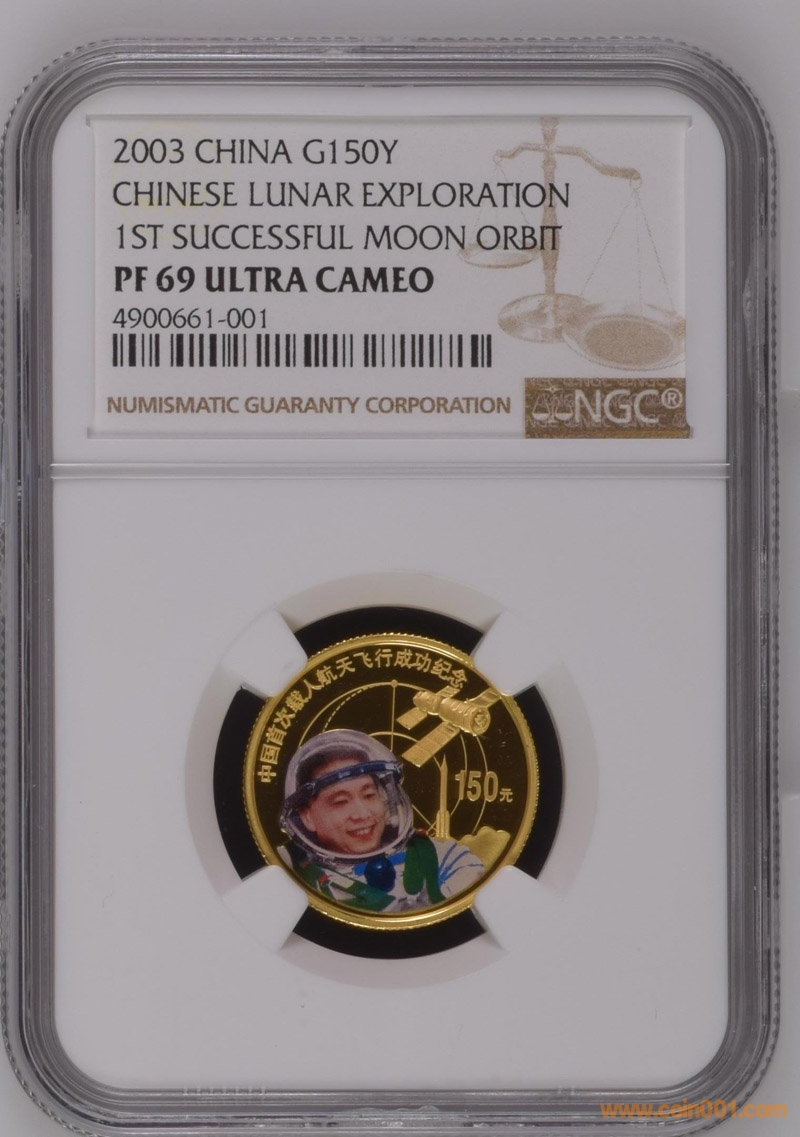 2003 CHINA G150Y
CHINESE LUNAR EXPLORATION
1ST SUCCESSFUL MOON ORBIT
PF 69 ULTRA CAMEO
4900661-001
NUMISMATIC GUARANTY CORPORATION
NGC®
中国首次载人航天飞行成功纪念
150元
www.coin001.com